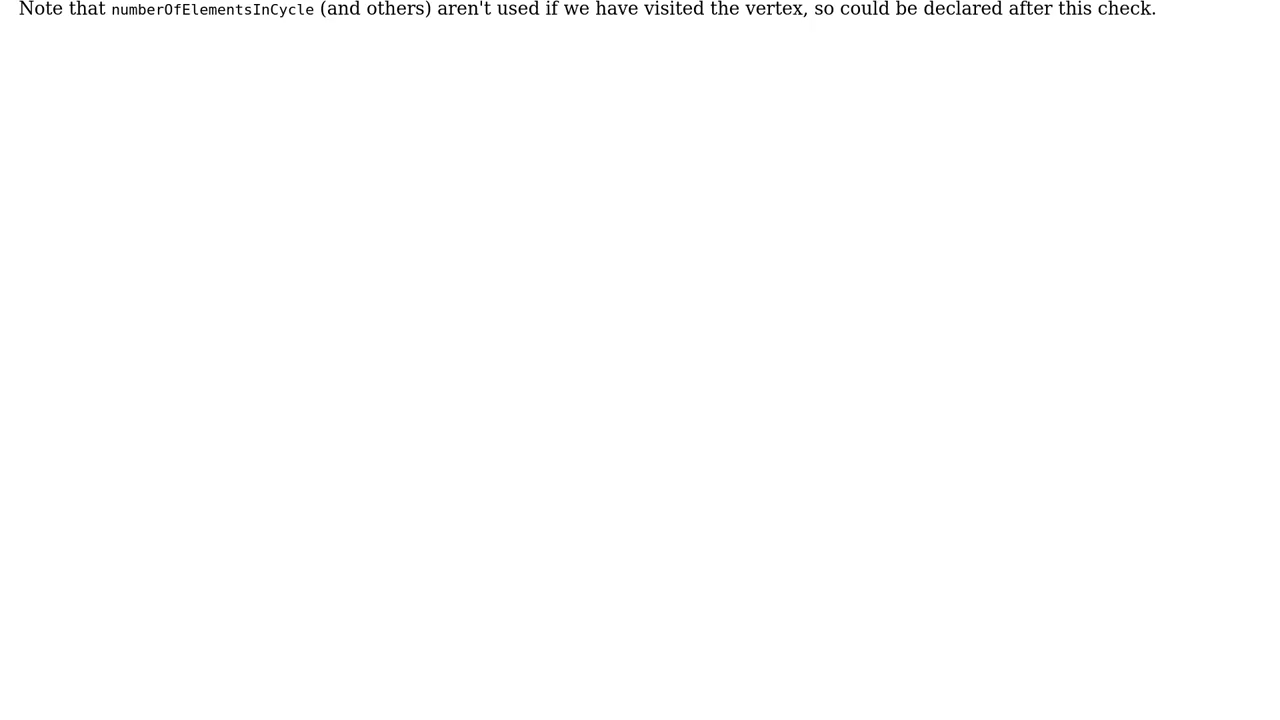 Note that numberOfElementsInCycle (and others) aren't used if we have visited the vertex, so could be declared after this check.